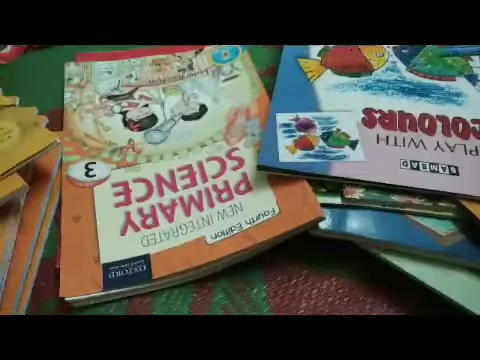 NEW INTEGRATED
PRIMARY
SCIENCE
3
Fourth Edition
OXFORD
PLAY WITH
COLOURS
SAMSAD